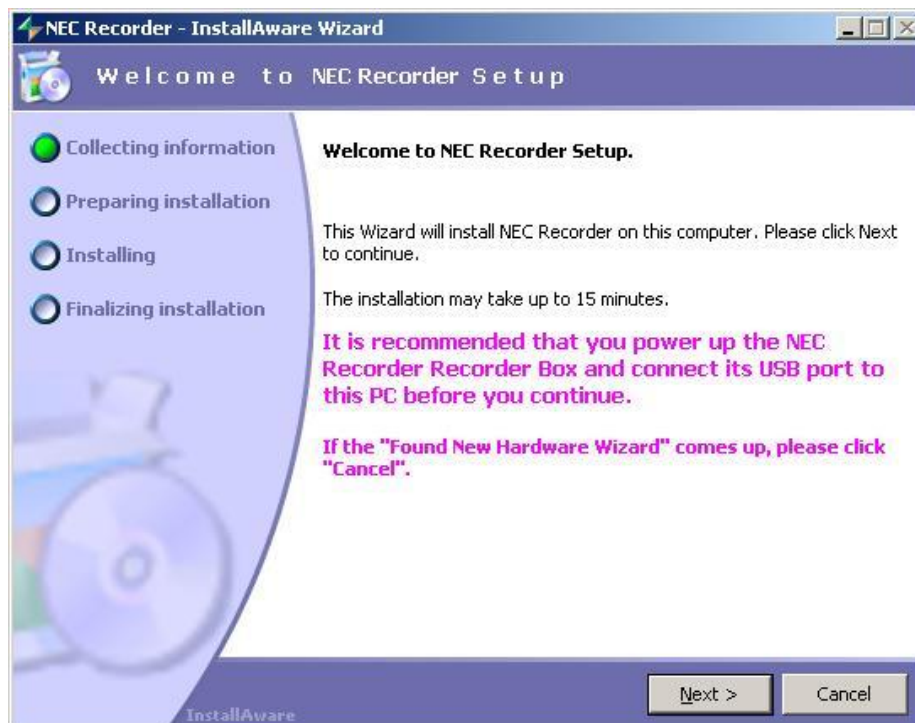 NEC Recorder - InstallAware Wizard
Welcome to NEC Recorder Setup
Collecting information
Preparing installation
Installing
Finalizing installation
Welcome to NEC Recorder Setup.
This Wizard will install NEC Recorder on this computer. Please click Next
to continue.
The installation may take up to 15 minutes.
It is recommended that you power up the NEC
Recorder Recorder Box and connect its USB port to
this PC before you continue.
If the "Found New Hardware Wizard" comes up, please click
"Cancel".
InstallAware
Next >
Cancel